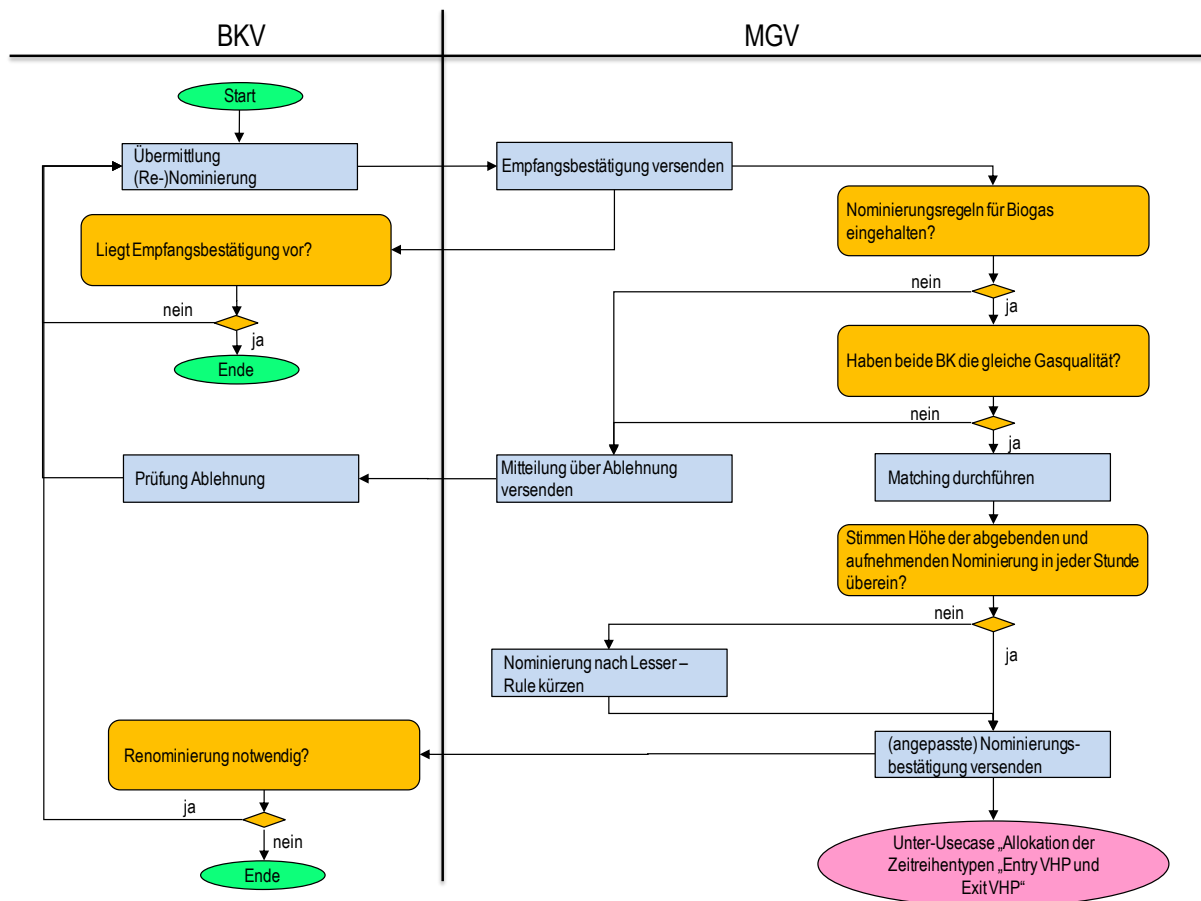 BKV
MGV
Start
Übermittlung
(Re-)Nominierung
Empfangsbestätigung versenden
Nominierungsregeln für Biogas
eingehalten?
Liegt Empfangsbestätigung vor?
nein
ja
nein
ja
Ende
Haben beide BK die gleiche Gasqualität?
nein
ja
Prüfung Ablehnung
Mitteilung über Ablehnung
versenden
Matching durchführen
Stimmen Höhe der abgebenden und
aufnehmenden Nominierung in jeder Stunde
überein?
nein
ja
Nominierung nach Lesser –
Rule kürzen
Renominierung notwendig?
(angepasste) Nominierungs-
bestätigung versenden
ja
nein
Ende
Unter-Usecase „Allokation der
Zeitreihentypen „Entry VHP und
Exit VHP“